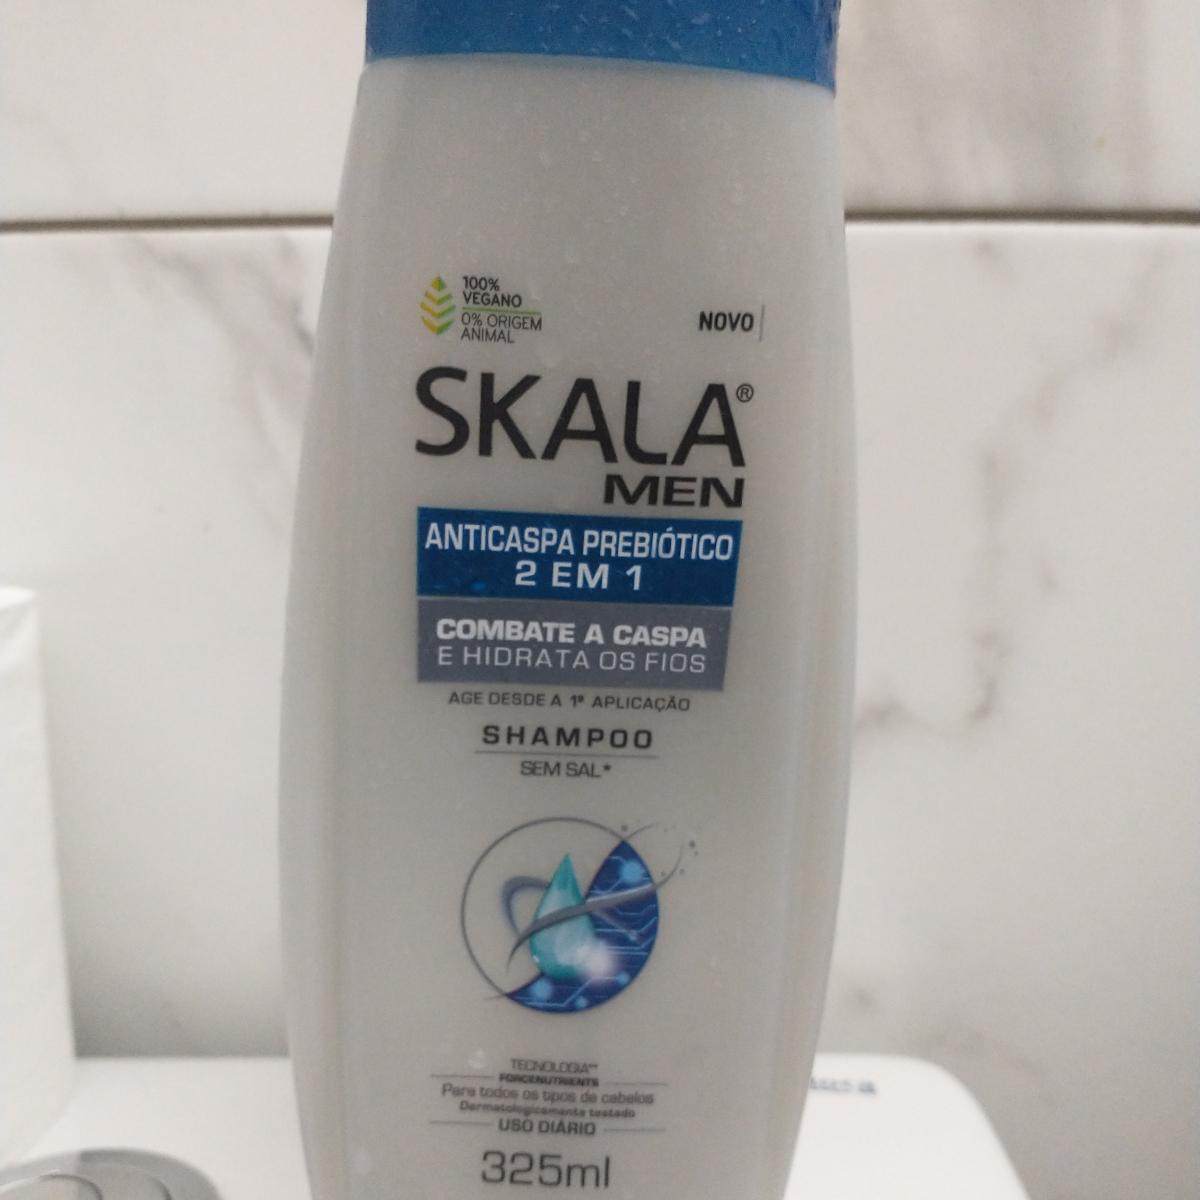 100%
VEGANO
0% ORIGEM
ANIMAL
NOVO
SKALA®
MEN
ANTICASPA PREBIÓTICO
2 EM 1
COMBATE A CASPA
E HIDRATA OS FIOS
AGE DESDE A 1ª APLICAÇÃO
SHAMPOO
SEM SAL*
TECNOLOGIA**
FORCENUTRIENTS
Para todos os tipos de cabelos
Dermatologicamente testado
USO DIÁRIO
325ml